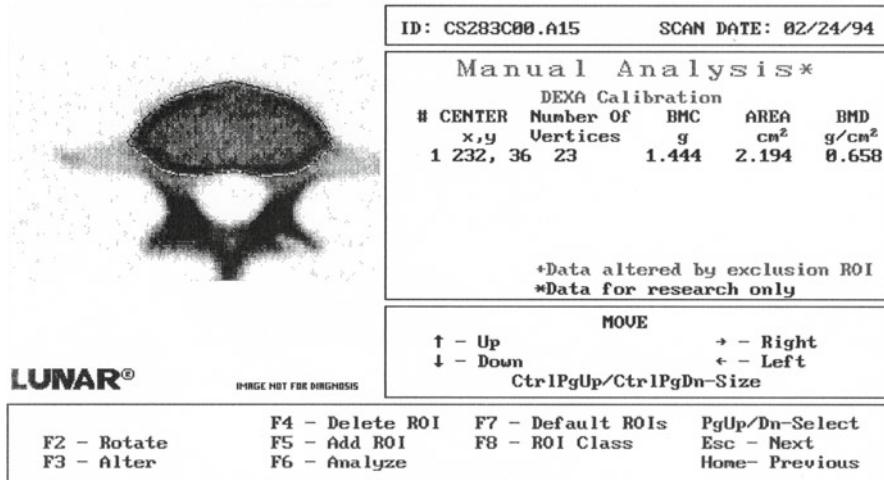 ID: CS283C00.A15 SCAN DATE: 02/24/94
Manual Analysis*
DEXA Calibration
# CENTER Number Of BMC AREA BMD
x,y Vertices g cm² g/cm²
1 232, 36 23 1.444 2.194 0.658
+Data altered by exclusion ROI
*Data for research only
MOVE
↑ - Up → - Right
↓ - Down ← - Left
CtrlPgUp/CtrlPgDn-Size
LUNAR® IMAGE NOT FOR DIAGNOSIS
F4 - Delete ROI F7 - Default ROIs PgUp/Dn-Select
F2 - Rotate F5 - Add ROI F8 - ROI Class Esc - Next
F3 - Alter F6 - Analyze Home- Previous